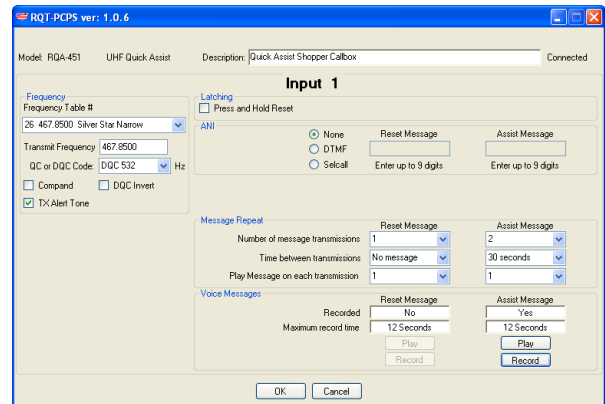 RQT-PCPS ver: 1.0.6
Model: RQA-451 UHF Quick Assist Description: Quick Assist Shopper Callbox Connected
Input 1
Frequency
Frequency Table #
26 467.8500 Silver Star Narrow
Transmit Frequency 467.8500
QC or DQC Code: DQC 532 Hz
Compand DQC Invert
TX Alert Tone
Latching
Press and Hold Reset
ANI
None Reset Message Assist Message
DTMF
Selcall Enter up to 9 digits Enter up to 9 digits
Message Repeat
Reset Message Assist Message
Number of message transmissions 1 2
Time between transmissions No message 30 seconds
Play Message on each transmission 1 1
Voice Messages
Reset Message Assist Message
Recorded No Yes
Maximum record time 12 Seconds 12 Seconds
Play Play
Record Record
OK Cancel